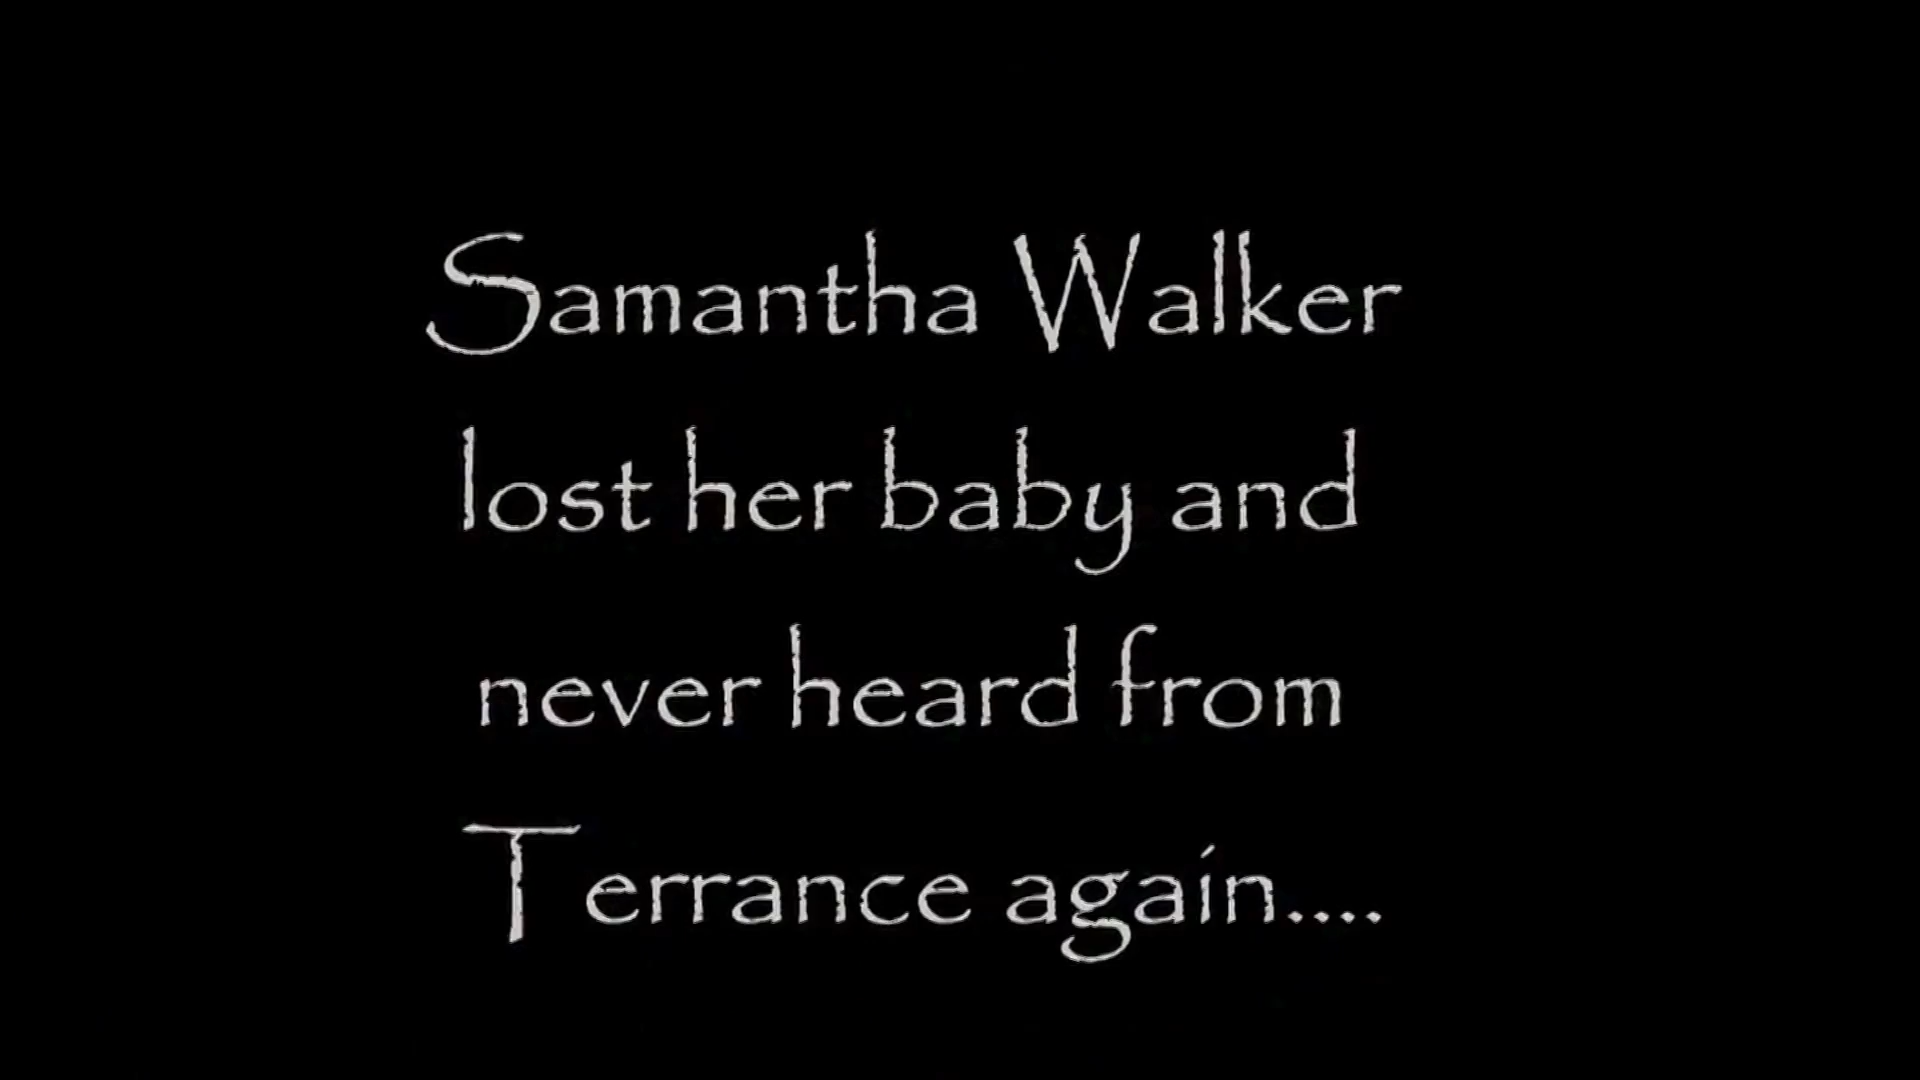 Samantha Walker
lost her baby and
never heard from
Terrance again....